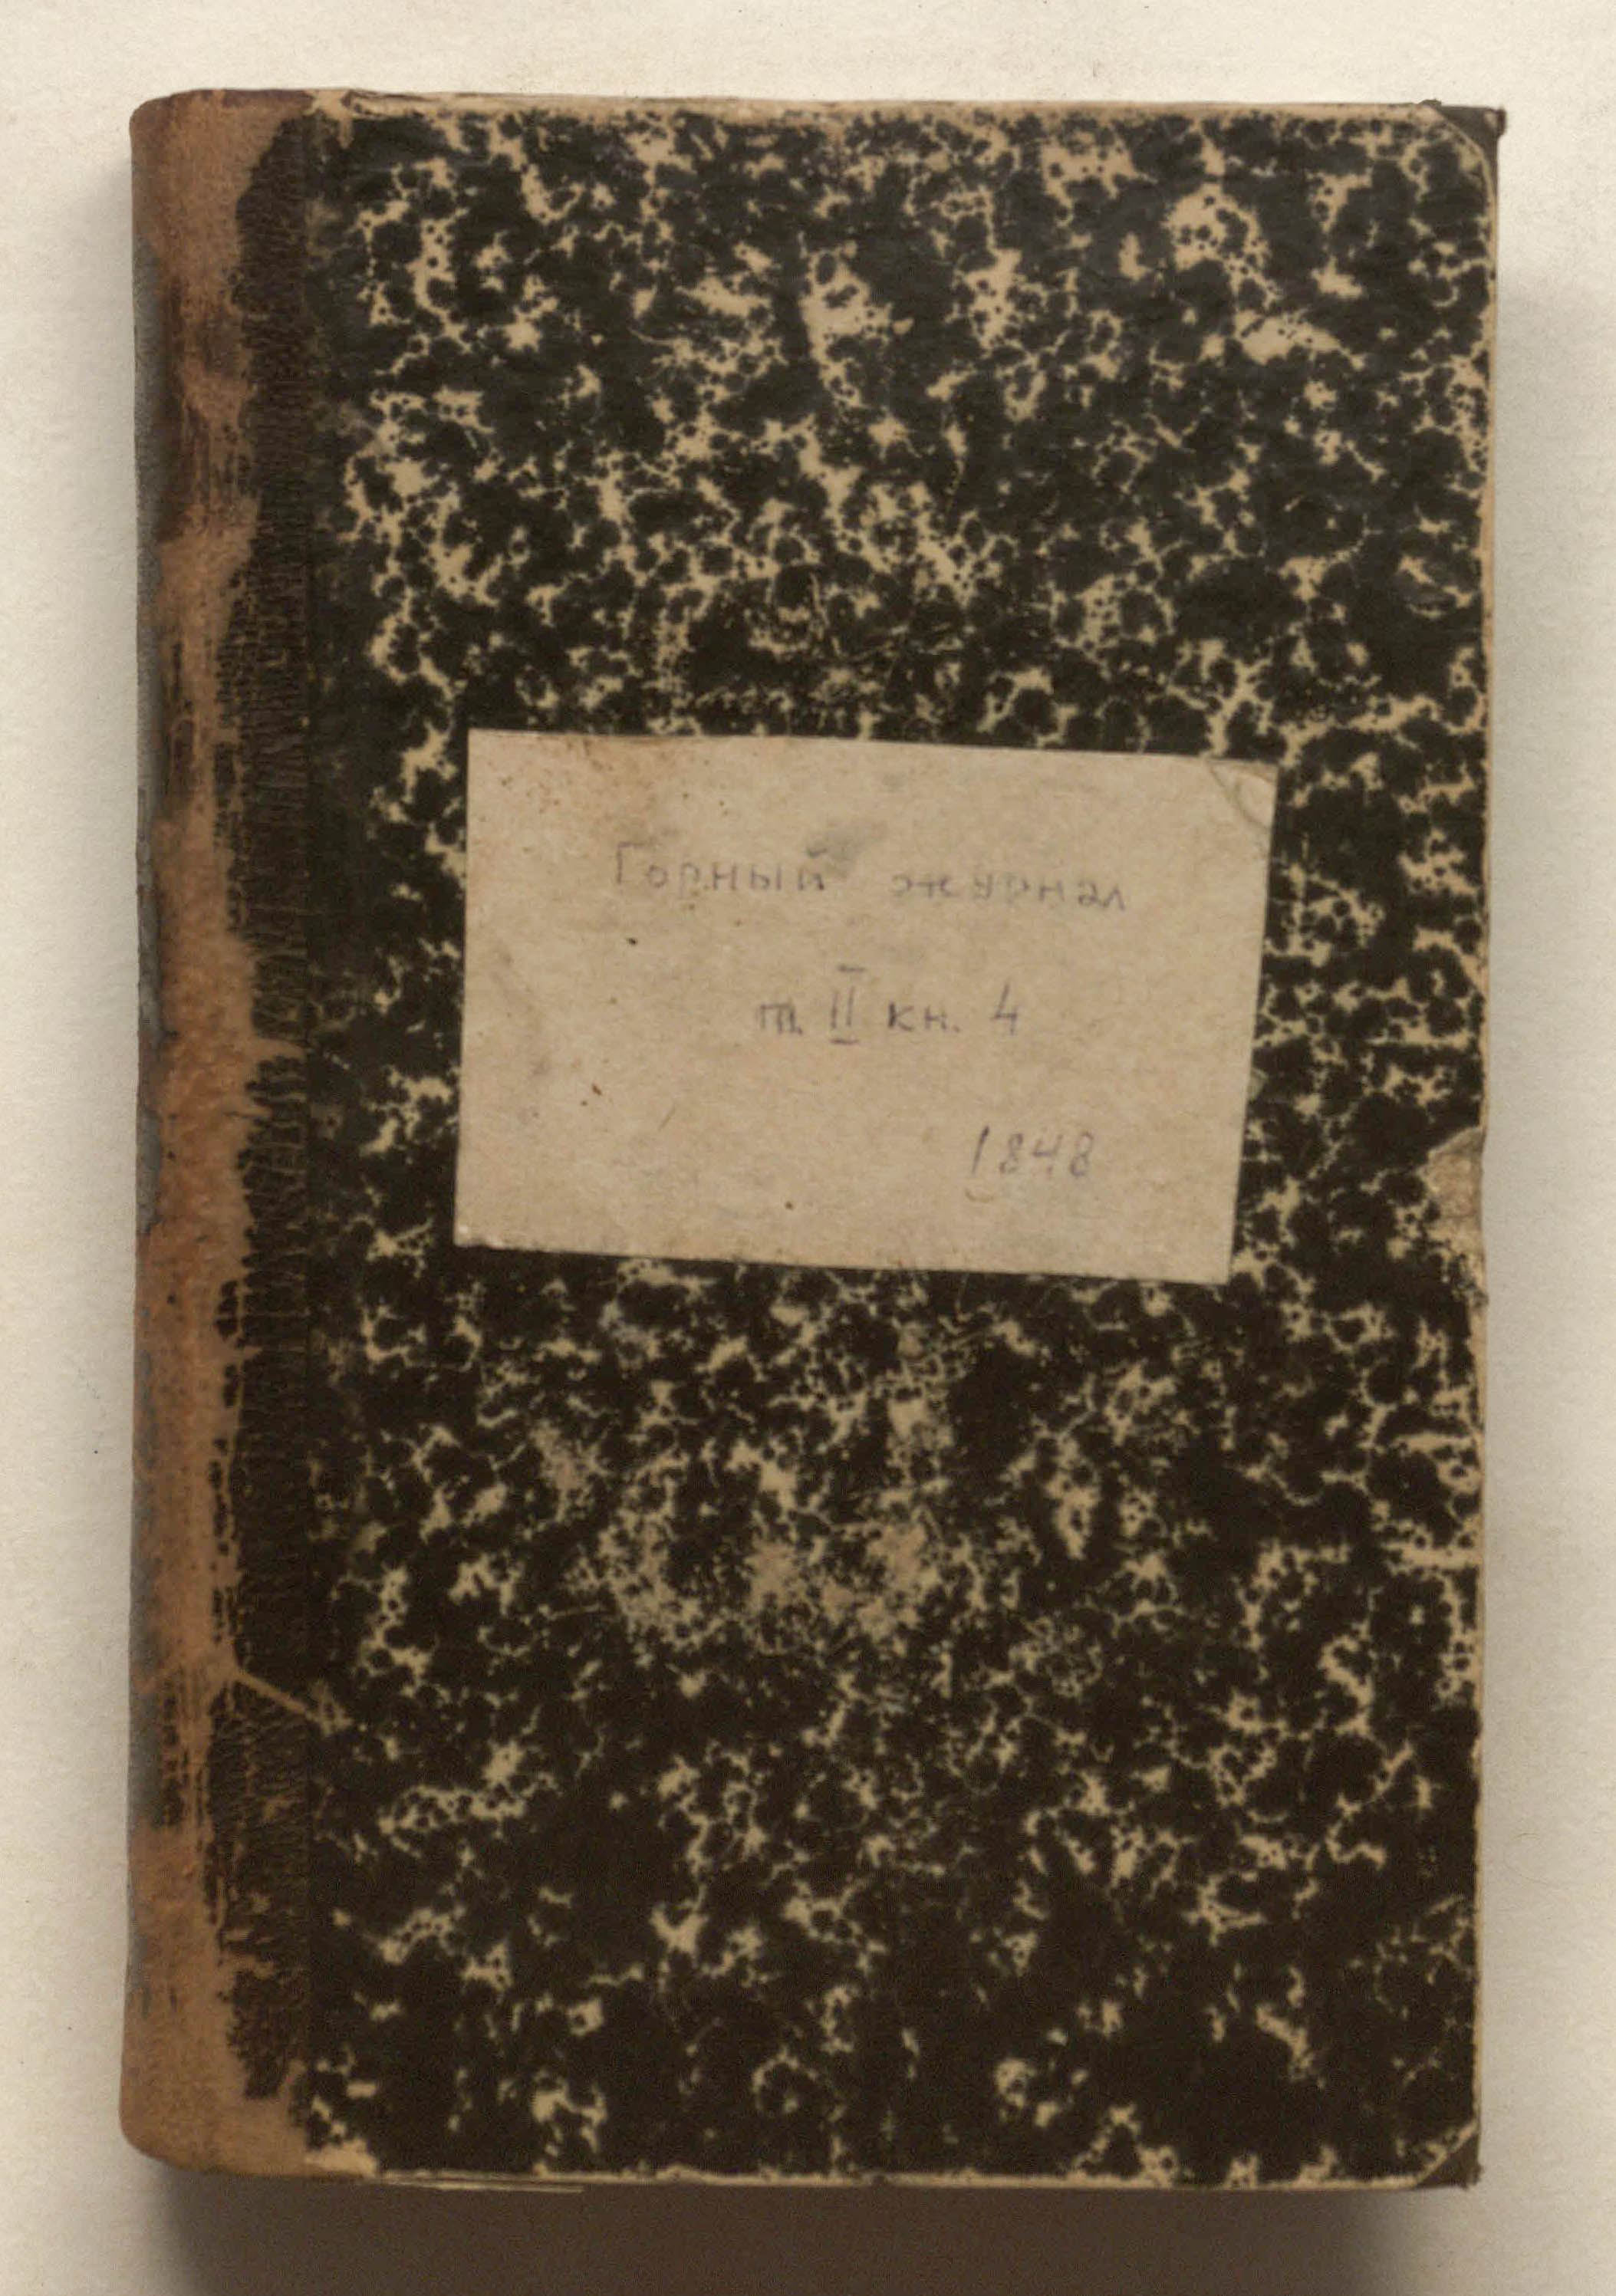 Горный журнал
т. II кн. 4
1848